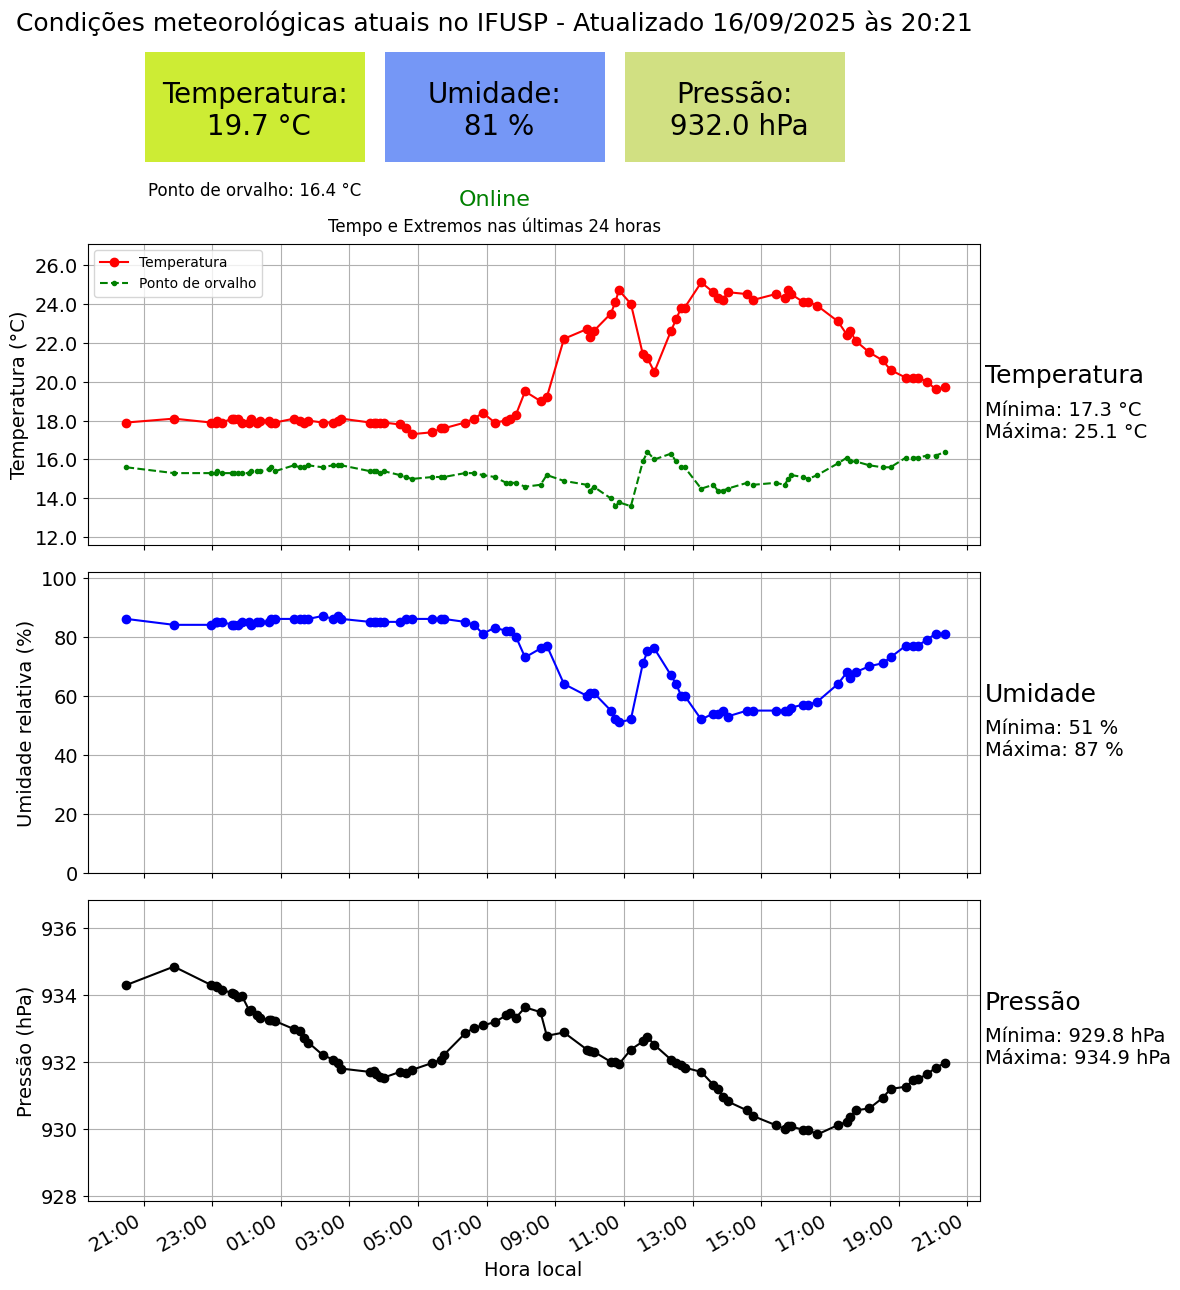 Condições meteorológicas atuais no IFUSP - Atualizado 16/09/2025 às 20:21
Temperatura:
19.7 °C
Umidade:
81 %
Pressão:
932.0 hPa
Ponto de orvalho: 16.4 °C
Online
Tempo e Extremos nas últimas 24 horas
Temperatura
Ponto de orvalho
Temperatura (°C)
26.0
24.0
22.0
20.0
18.0
16.0
14.0
12.0
Temperatura
Mínima: 17.3 °C
Máxima: 25.1 °C
Umidade relativa (%)
100
80
60
40
20
0
Umidade
Mínima: 51 %
Máxima: 87 %
Pressão (hPa)
936
934
932
930
928
Pressão
Mínima: 929.8 hPa
Máxima: 934.9 hPa
21:00 23:00 01:00 03:00 05:00 07:00 09:00 11:00 13:00 15:00 17:00 19:00 21:00
Hora local